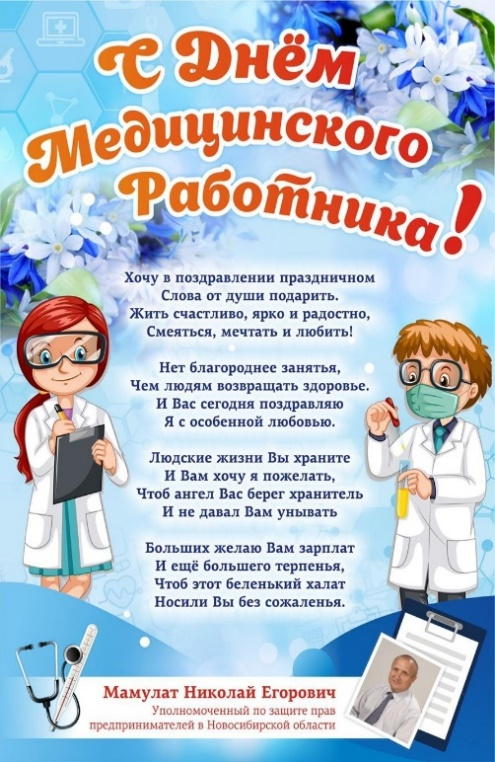 С Днём
Медицинского
Работника!
Хочу в поздравлении праздничном
Слова от души подарить.
Жить счастливо, ярко и радостно,
Смеяться, мечтать и любить!
Нет благороднее занятья,
Чем людям возвращать здоровье.
И Вас сегодня поздравляю
Я с особенной любовью.
Людские жизни Вы храните
И Вам хочу я пожелать,
Чтоб ангел Вас берег хранитель
И не давал Вам унывать
Больших желаю Вам зарплат
И ещё большего терпенья,
Чтоб этот беленький халат
Носили Вы без сожаленья.
Мамулат Николай Егорович
Уполномоченный по защите прав
предпринимателей в Новосибирской области